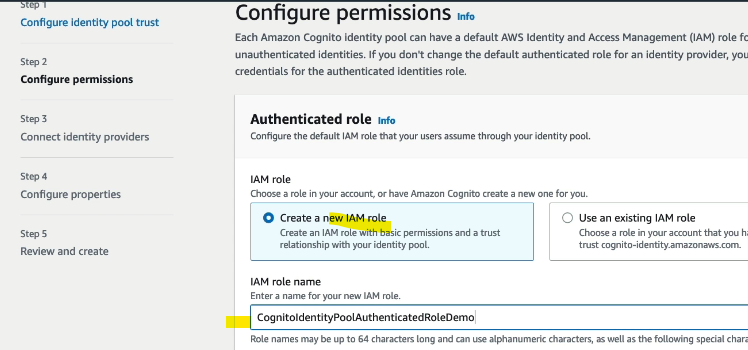 Step 1
Configure identity pool trust
Step 2
Configure permissions
Step 3
Connect identity providers
Step 4
Configure properties
Step 5
Review and create
Configure permissions Info
Each Amazon Cognito identity pool can have a default AWS Identity and Access Management (IAM) role fo
unauthenticated identities. If you don't change the default authenticated role for an identity provider, you
credentials for the authenticated identities role.
Authenticated role Info
Configure the default IAM role that your users assume through your identity pool.
IAM role
Choose a role in your account, or have Amazon Cognito create a new one for you.
Create a new IAM role
Create an IAM role with basic permissions and a trust
relationship with your identity pool.
Use an existing IAM role
Choose a role in your account that you ha
trust cognito-identity.amazonaws.com.
IAM role name
Enter a name for your new IAM role.
CognitoIdentityPoolAuthenticatedRoleDemo
Role names may be up to 64 characters long and can use alphanumeric characters, as well as the following special chara